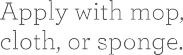 Apply with mop,
cloth, or sponge.